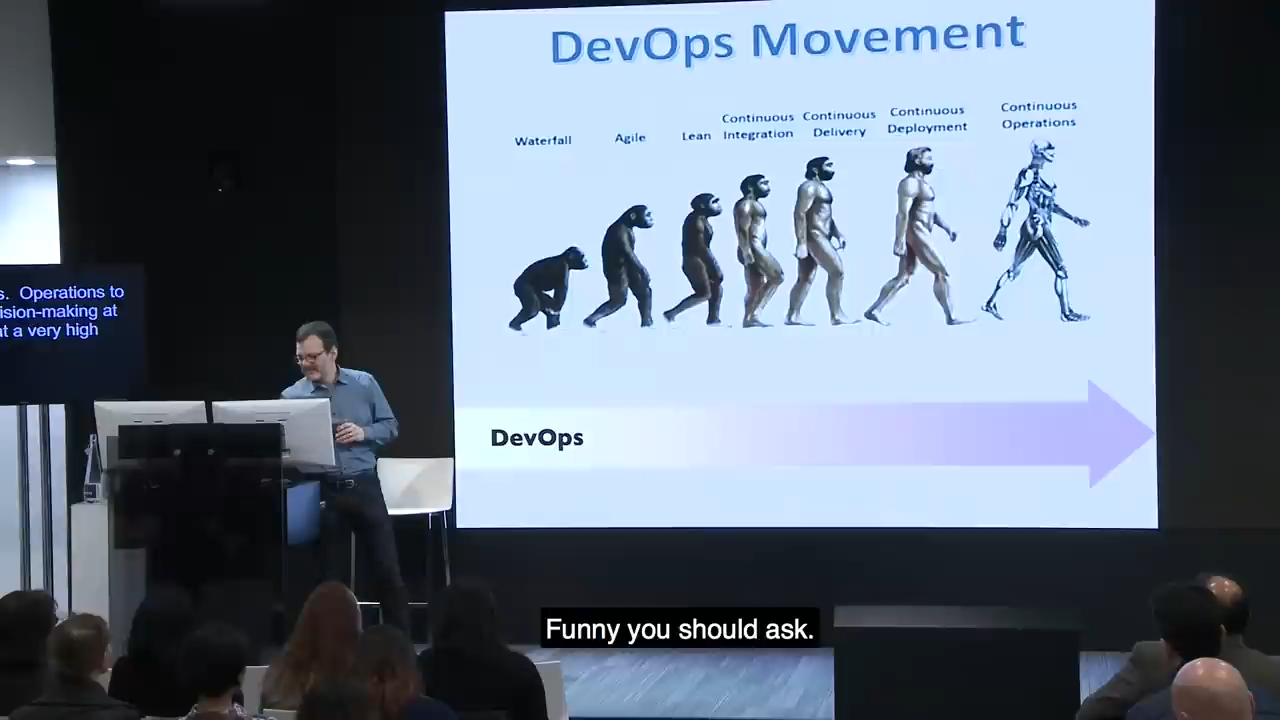 DevOps Movement
Waterfall
Agile
Lean
Continuous
Integration
Continuous
Delivery
Continuous
Deployment
Continuous
Operations
DevOps
s. Operations to
ision-making at
at a very high
Funny you should ask.